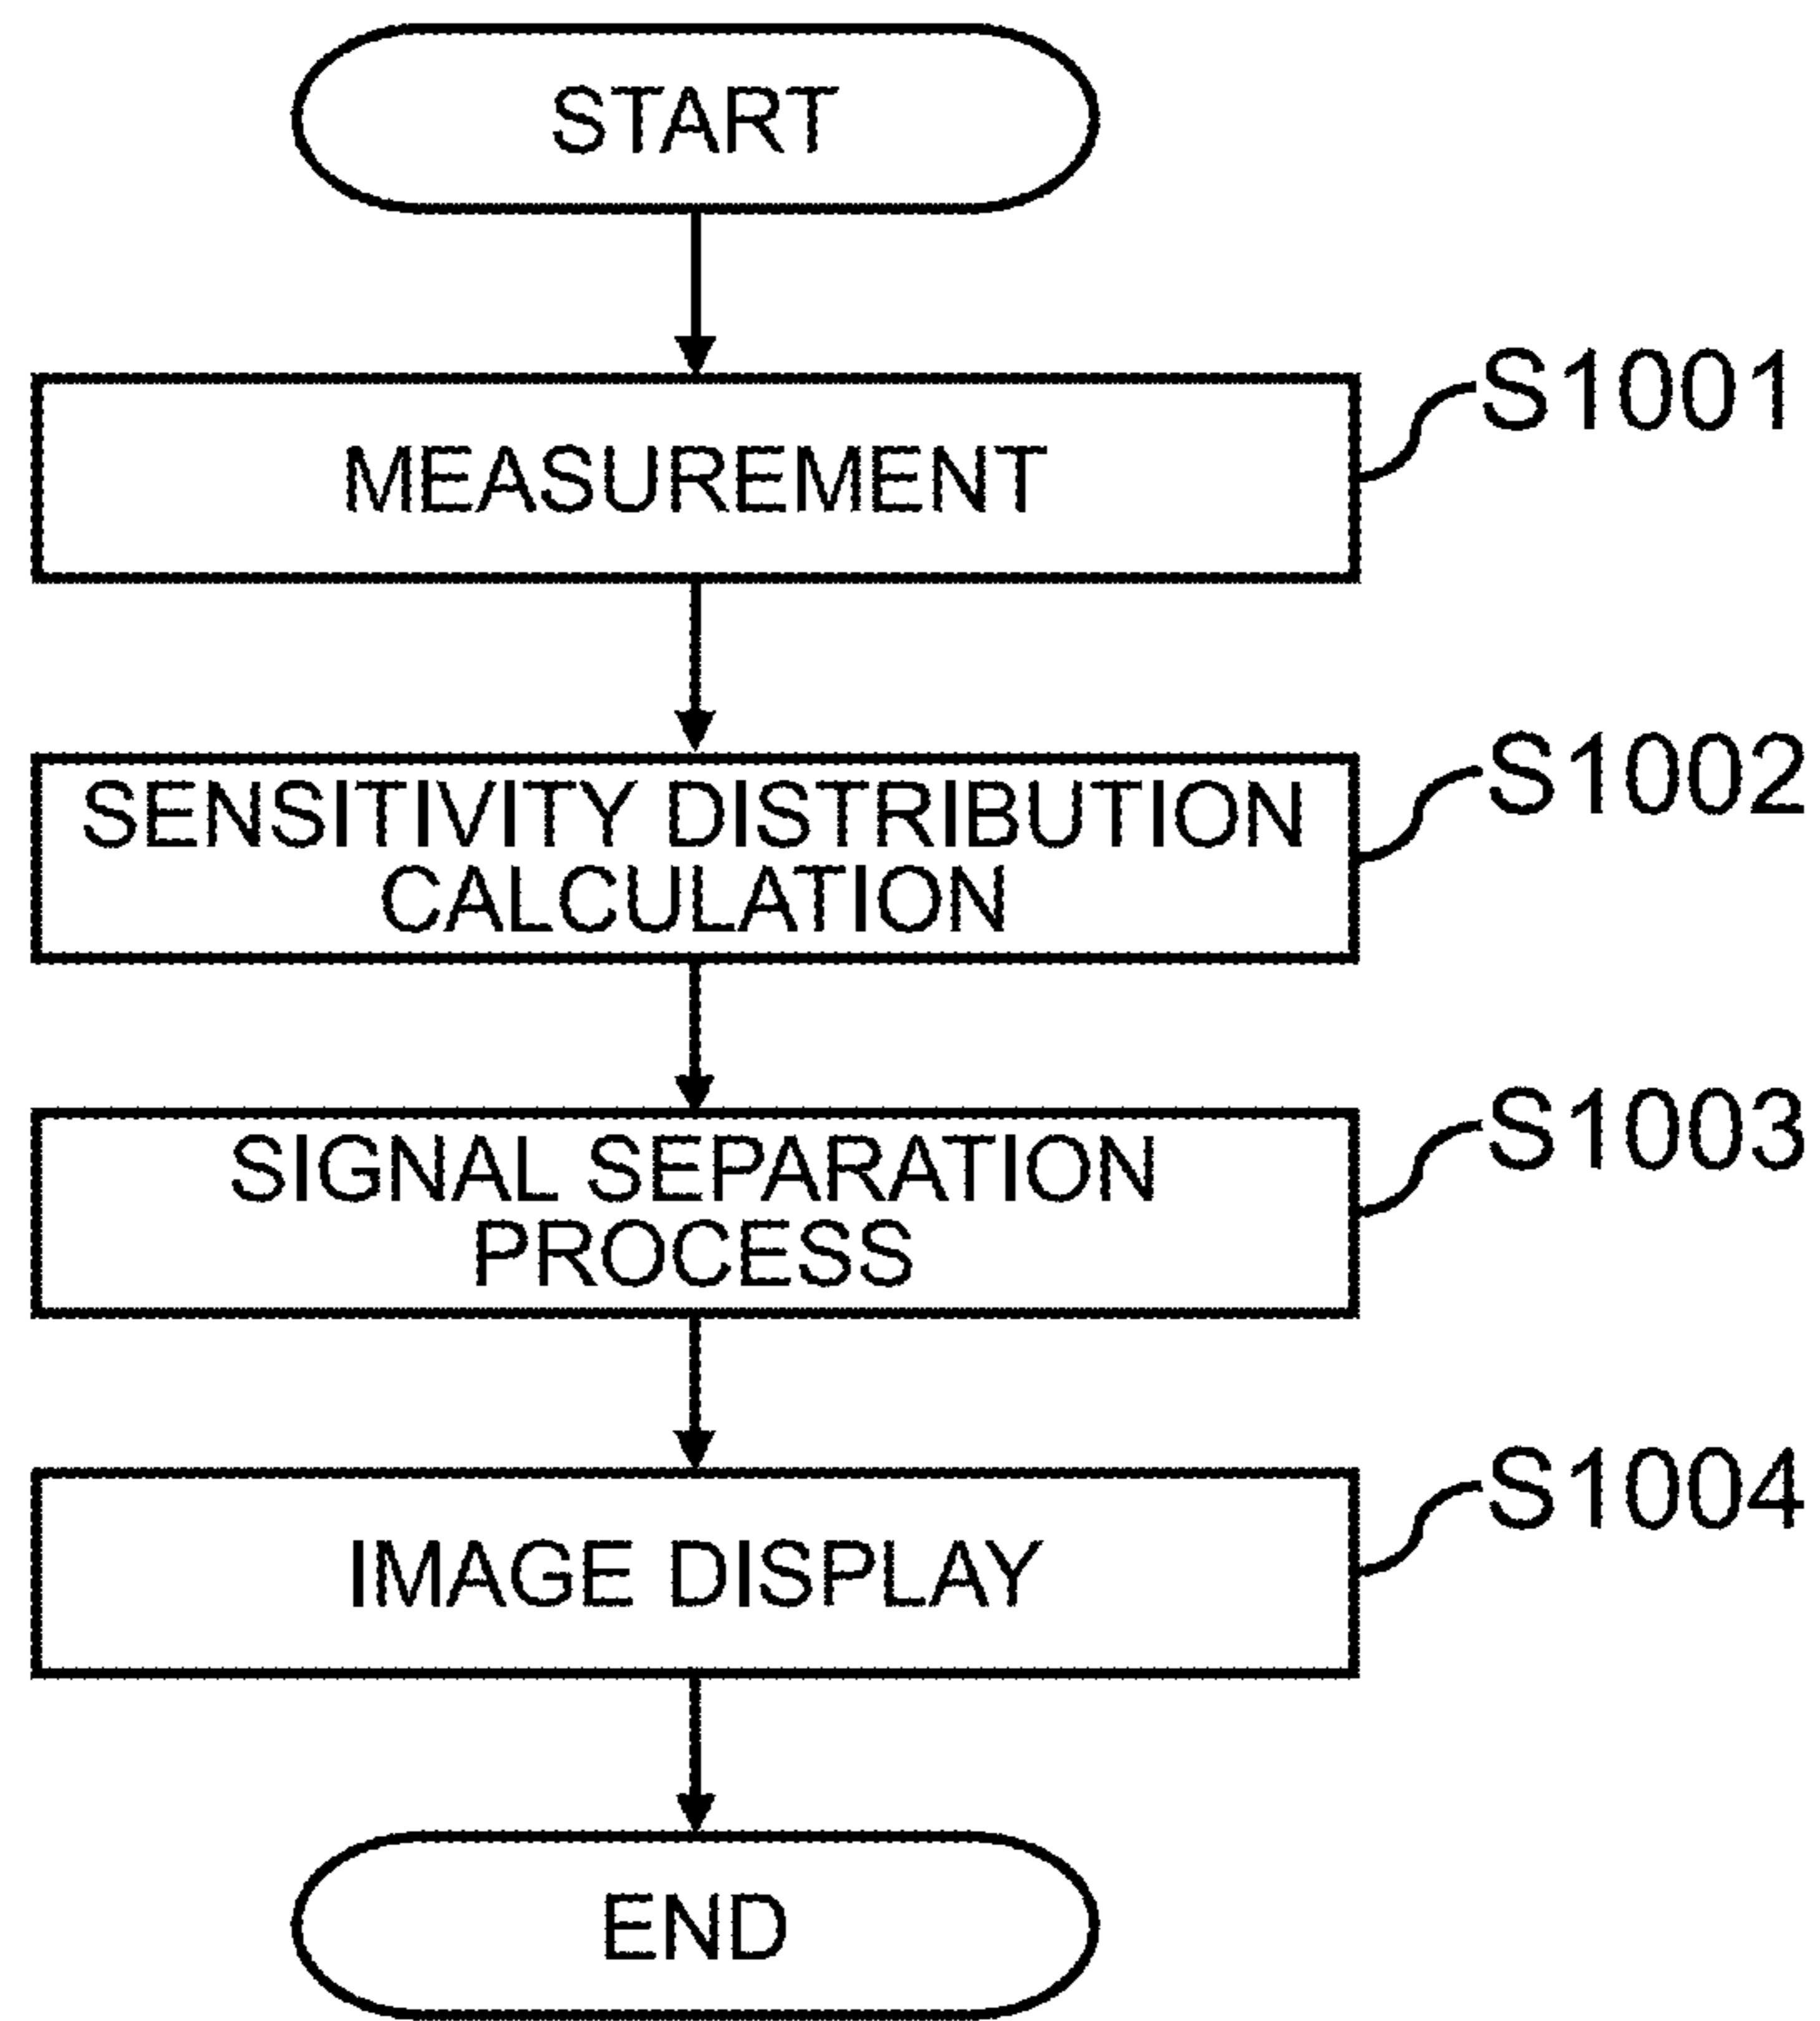 START
MEASUREMENT
S1001
SENSITIVITY DISTRIBUTION
CALCULATION
S1002
SIGNAL SEPARATION
PROCESS
S1003
IMAGE DISPLAY
S1004
END